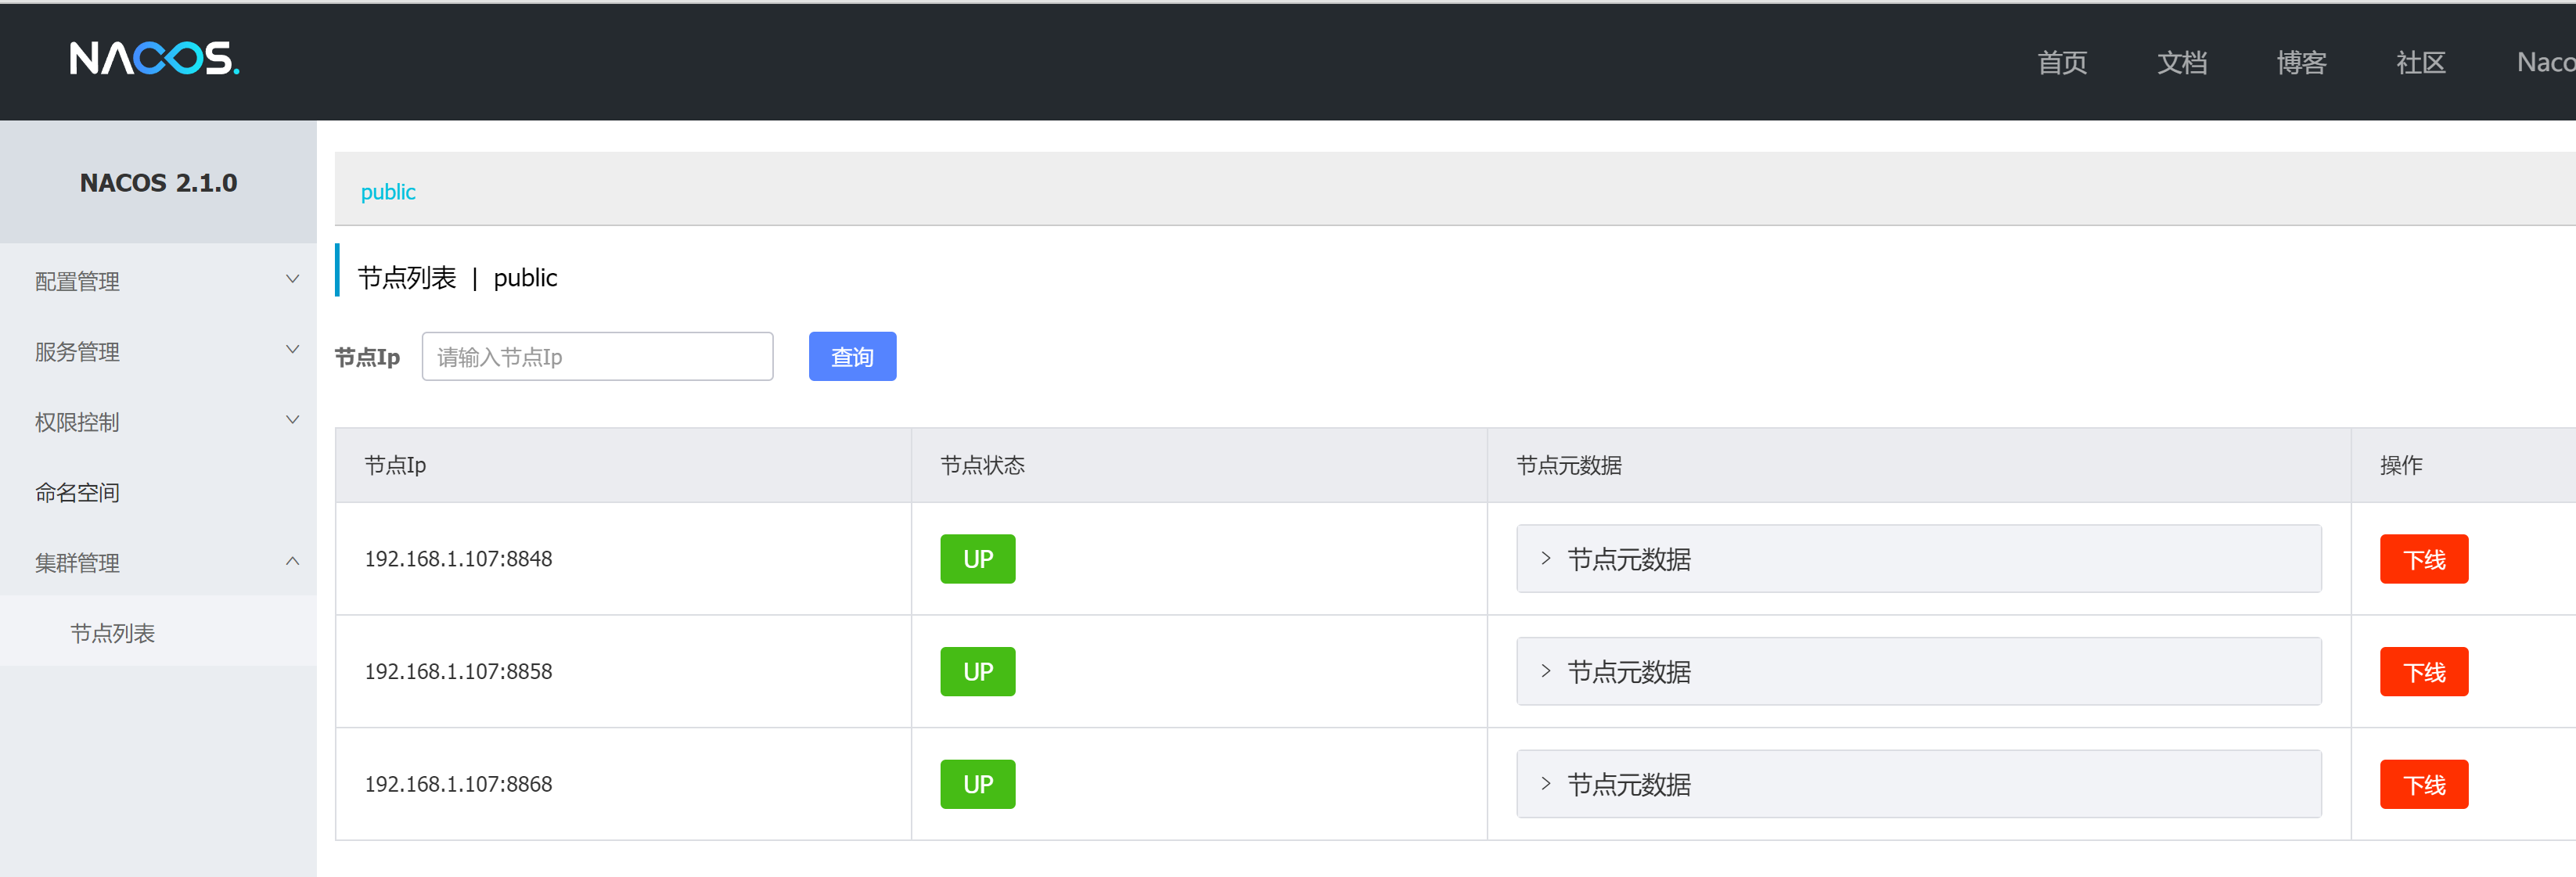 NACOS.
首页 文档 博客 社区 Naco
NACOS 2.1.0
配置管理
服务管理
权限控制
命名空间
集群管理
节点列表
public
节点列表 | public
节点Ip 请输入节点Ip 查询
节点Ip 节点状态 节点元数据 操作
192.168.1.107:8848 UP 节点元数据 下线
192.168.1.107:8858 UP 节点元数据 下线
192.168.1.107:8868 UP 节点元数据 下线